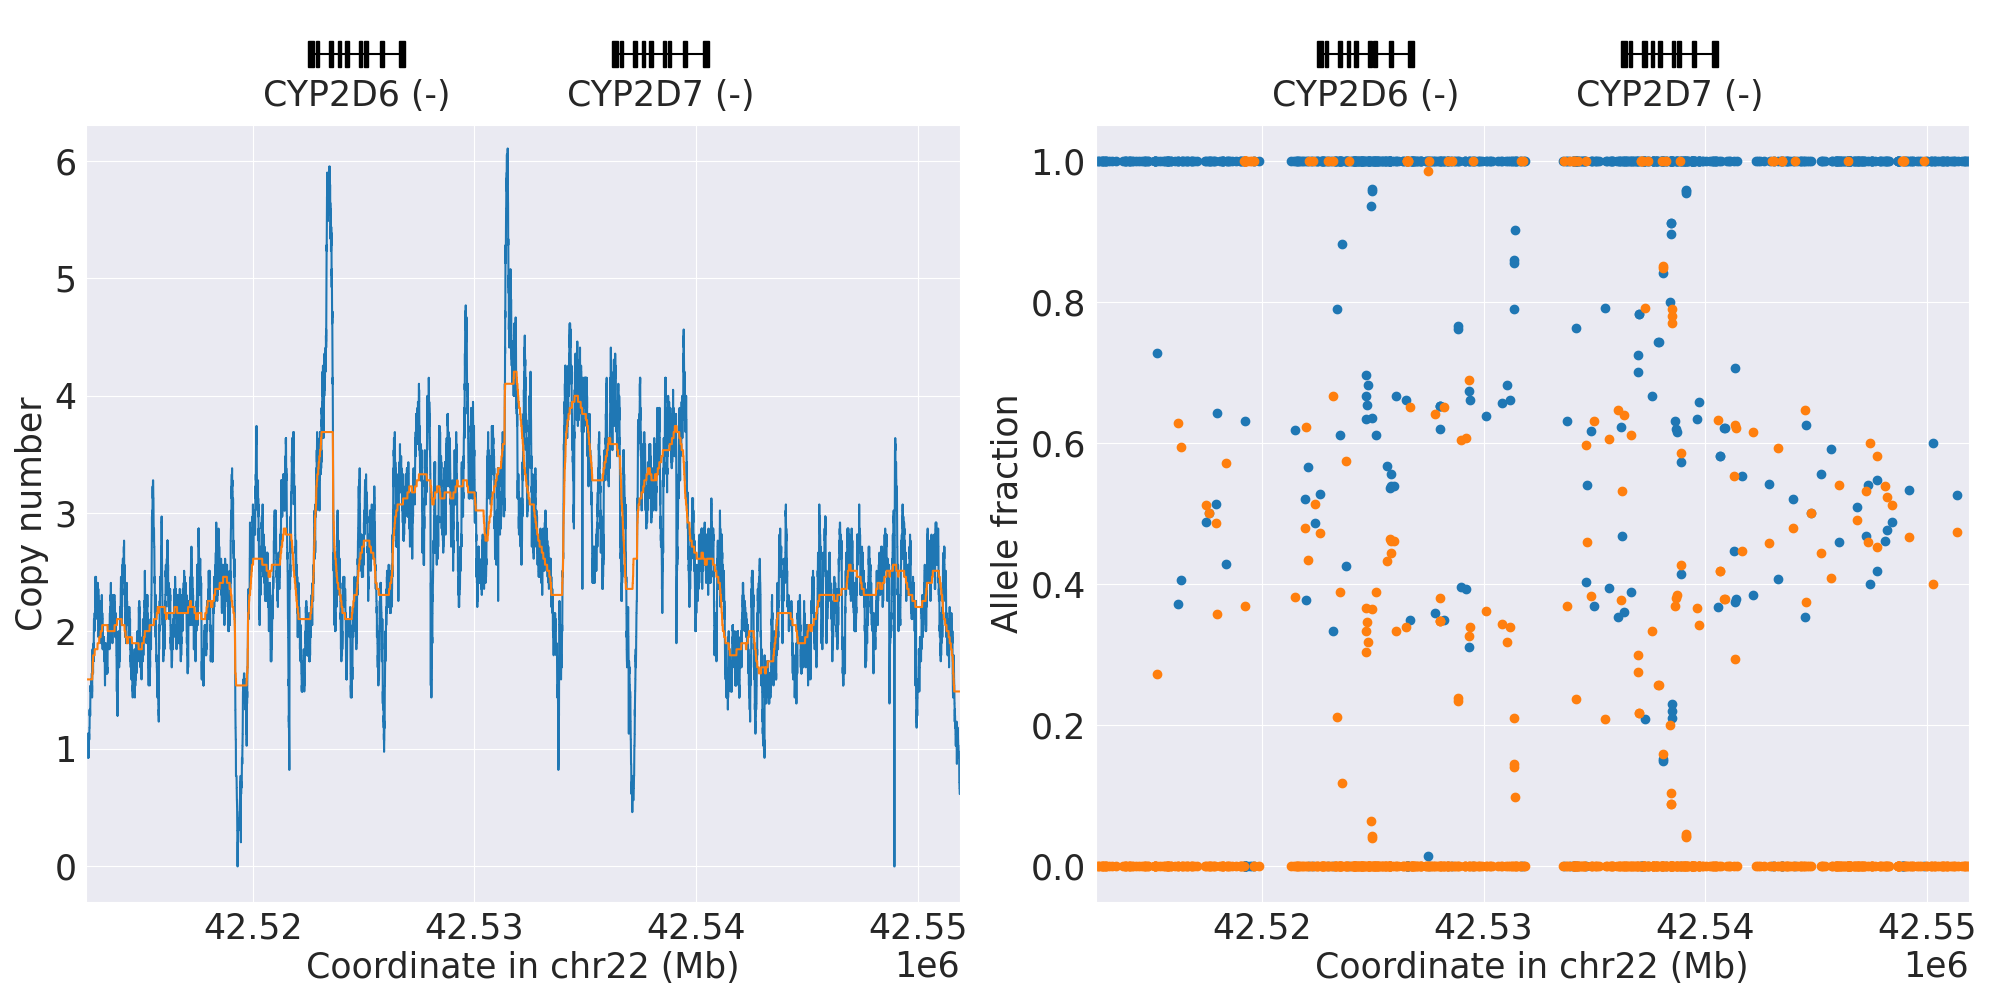 CYP2D6 (-) CYP2D7 (-)
6
5
4
3
2
1
0
Copy number
42.52 42.53 42.54 42.55
Coordinate in chr22 (Mb) 1e6
CYP2D6 (-) CYP2D7 (-)
1.0
0.8
0.6
0.4
0.2
0.0
Allele fraction
42.52 42.53 42.54 42.55
Coordinate in chr22 (Mb) 1e6